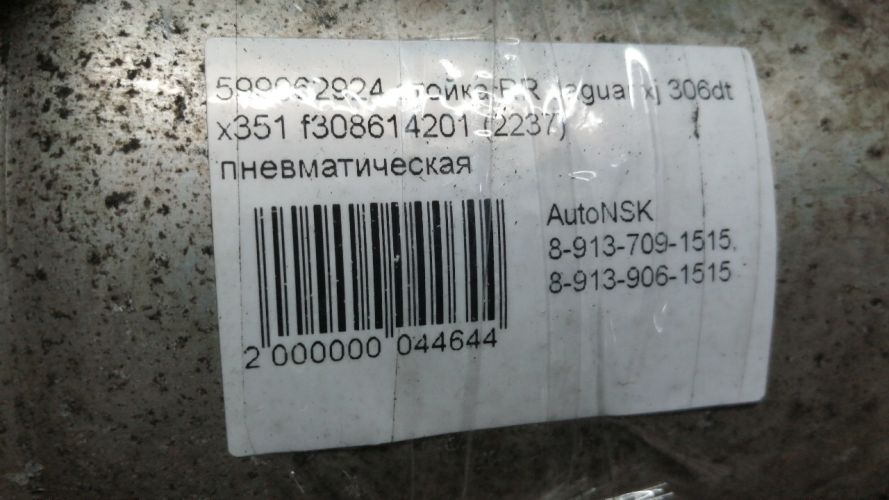 599062924 стойка RR Jaguar xj 306dt
x351 f308614201 (2237)
пневматическая
AutoNSK
8-913-709-1515,
8-913-906-1515
2 000000 044644